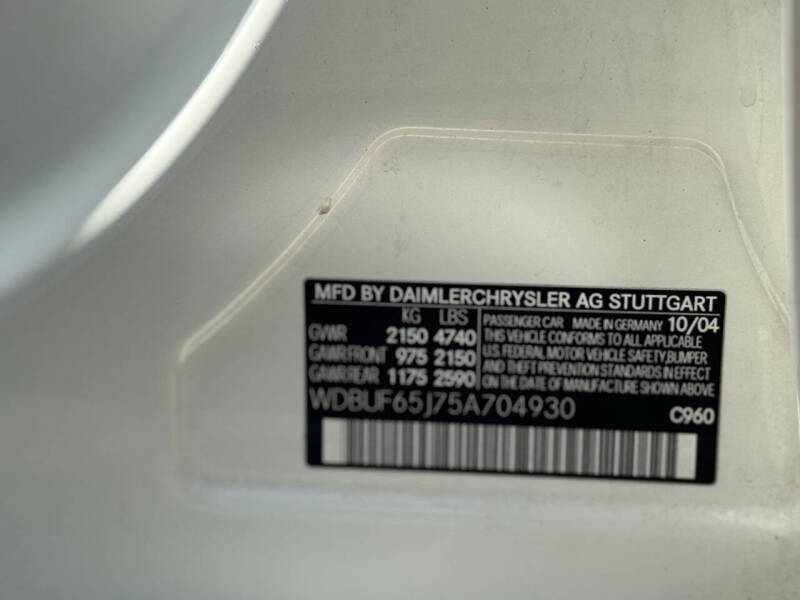 MFD BY DAIMLERCHRYSLER AG STUTTGART
KG LBS
GVWR 2150 4740
GAWR FRONT 975 2150
GAWR REAR 1175 2590
PASSENGER CAR MADE IN GERMANY 10/04
THIS VEHICLE CONFORMS TO ALL APPLICABLE
U.S. FEDERAL MOTOR VEHICLE SAFETY, BUMPER
AND THEFT PREVENTION STANDARDS IN EFFECT
ON THE DATE OF MANUFACTURE SHOWN ABOVE
WDBUF65J75A704930
C960